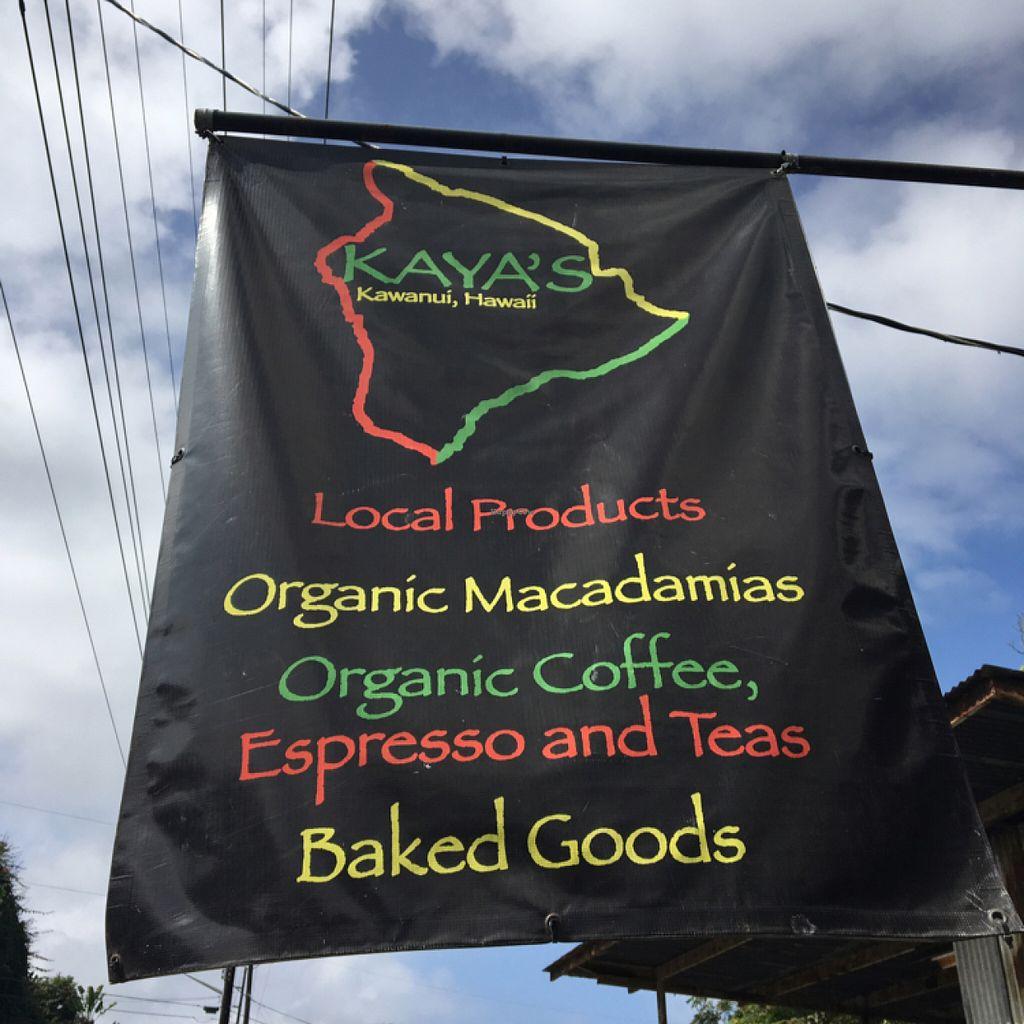 KAYA'S
Kawanui, Hawaii
Local Products
Organic Macadamias
Organic Coffee,
Espresso and Teas
Baked Goods